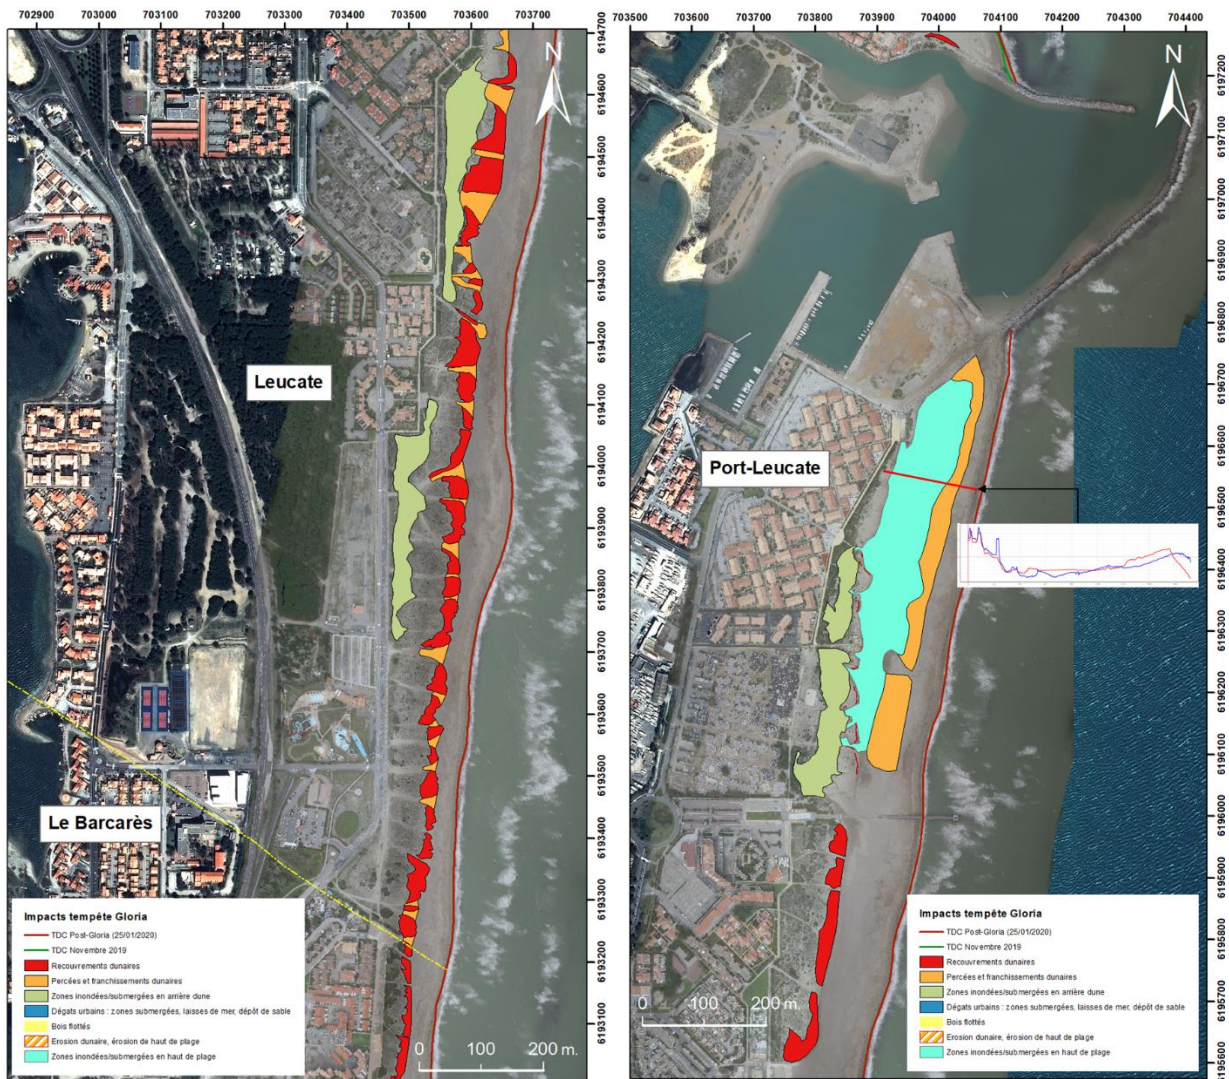 702900 703000 703100 703200 703300 703400 703500 703600 703700
6194700
6194600
6194500
6194400
6194300
6194200
6194100
6194000
6193900
6193800
6193700
6193600
6193500
6193400
6193300
6193200
6193100
N
Leucate
Le Barcarès
Impacts tempête Gloria
TDC Post-Gloria (25/01/2020)
TDC Novembre 2019
Recouvrements dunaires
Percées et franchissements dunaires
Zones inondées/submergées en arrière dune
Dégats urbains : zones submergées, laisses de mer, dépôt de sable
Bois flottés
Erosion dunaire, érosion de haut de plage
Zones inondées/submergées en haut de plage
0 100 200 m.
703500 703600 703700 703800 703900 704000 704100 704200 704300 704400
6197200
6197100
6197000
6196900
6196800
6196700
6196600
6196500
6196400
6196300
6196200
6196100
6196000
6195900
6195800
6195700
6195600
N
Port-Leucate
0 100 200 m.
Impacts tempête Gloria
TDC Post-Gloria (25/01/2020)
TDC Novembre 2019
Recouvrements dunaires
Percées et franchissements dunaires
Zones inondées/submergées en arrière dune
Dégats urbains : zones submergées, laisses de mer, dépôt de sable
Bois flottés
Erosion dunaire, érosion de haut de plage
Zones inondées/submergées en haut de plage